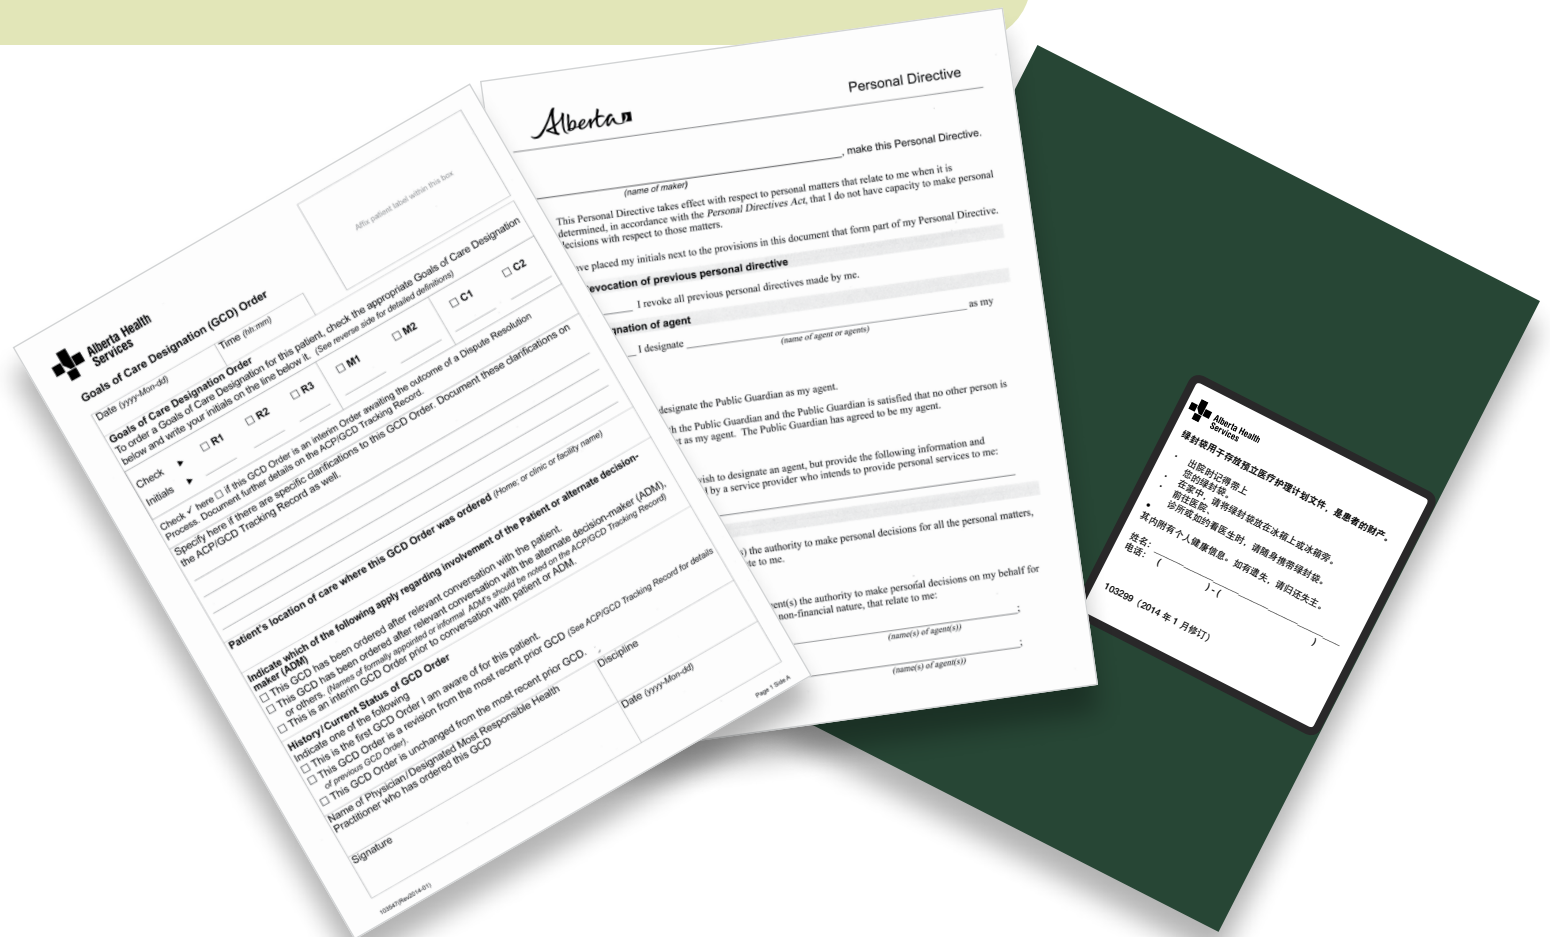 Alberta Health
Services
Affix patient label within this box
Goals of Care Designation (GCD) Order
Date (yyyy-Mon-dd)
Time (hh:mm)
Goals of Care Designation Order
To order a Goals of Care Designation for this patient, check the appropriate Goals of Care Designation
below and write your initials on the line below it. (See reverse side for detailed definitions)
Check ► □ R1 □ R2 □ R3 □ M1 □ M2 □ C1 □ C2
Initials ►
Check ✓ here □ if this GCD Order is an interim Order awaiting the outcome of a Dispute Resolution
Process. Document further details on the ACP/GCD Tracking Record.
Specify here if there are specific clarifications to this GCD Order. Document these clarifications on
the ACP/GCD Tracking Record as well.
Patient's location of care where this GCD Order was ordered (Home; or clinic or facility name)
Indicate which of the following apply regarding involvement of the Patient or alternate decision-
maker (ADM)
□ This GCD has been ordered after relevant conversation with the patient.
□ This GCD has been ordered after relevant conversation with the alternate decision-maker (ADM),
or others. (Names of formally appointed or informal ADM's should be noted on the ACP/GCD Tracking Record)
□ This is an interim GCD Order prior to conversation with patient or ADM.
History/Current Status of GCD Order
Indicate one of the following
□ This is the first GCD Order I am aware of for this patient.
□ This GCD Order is a revision from the most recent prior GCD (See ACP/GCD Tracking Record for details
of previous GCD Order).
□ This GCD Order is unchanged from the most recent prior GCD.
Name of Physician/Designated Most Responsible Health
Practitioner who has ordered this GCD
Discipline
Signature
Date (yyyy-Mon-dd)
103547(Rev2014-01)
Page 1 Side A
Alberta
Personal Directive
, make this Personal Directive.
(name of maker)
This Personal Directive takes effect with respect to personal matters that relate to me when it is
determined, in accordance with the Personal Directives Act, that I do not have capacity to make personal
decisions with respect to those matters.
ve placed my initials next to the provisions in this document that form part of my Personal Directive.
evocation of previous personal directive
I revoke all previous personal directives made by me.
gnation of agent
I designate as my
(name of agent or agents)
designate the Public Guardian as my agent.
h the Public Guardian and the Public Guardian is satisfied that no other person is
ct as my agent. The Public Guardian has agreed to be my agent.
ish to designate an agent, but provide the following information and
d by a service provider who intends to provide personal services to me:
) the authority to make personal decisions for all the personal matters,
te to me.
ent(s) the authority to make personal decisions on my behalf for
non-financial nature, that relate to me:
;
(name(s) of agent(s))
;
(name(s) of agent(s))
Alberta Health
Services
绿封袋用于存放预立医疗护理计划文件，是患者的财产。
• 出院时记得带上
您的绿封袋。
• 在家中，请将绿封袋放在冰箱上或冰箱旁。
• 前往医院、
• 诊所或如约看医生时，请随身携带绿封袋。
其内附有个人健康信息。如有遗失，请归还失主。
姓名：
电话： ( ) - ( )
103299（2014 年 1 月修订）